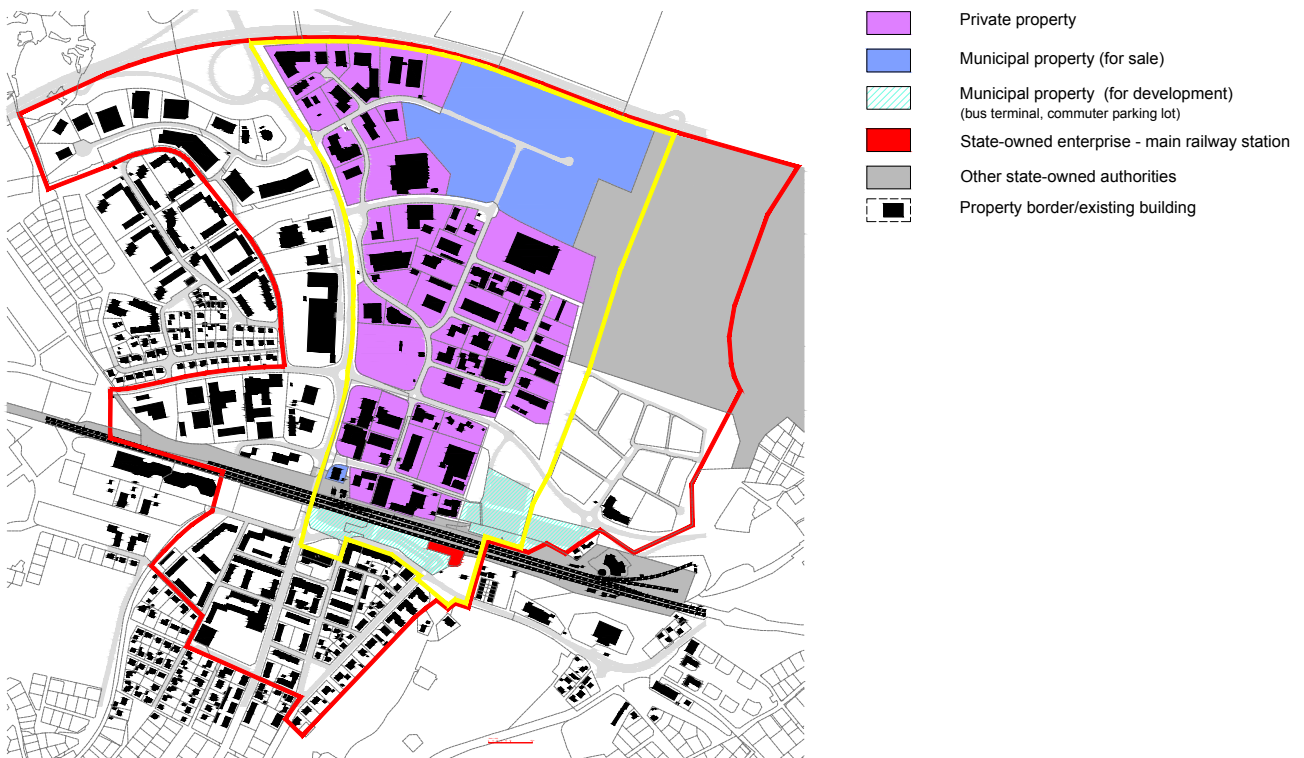 Private property
Municipal property (for sale)
Municipal property (for development)
(bus terminal, commuter parking lot)
State-owned enterprise - main railway station
Other state-owned authorities
Property border/existing building